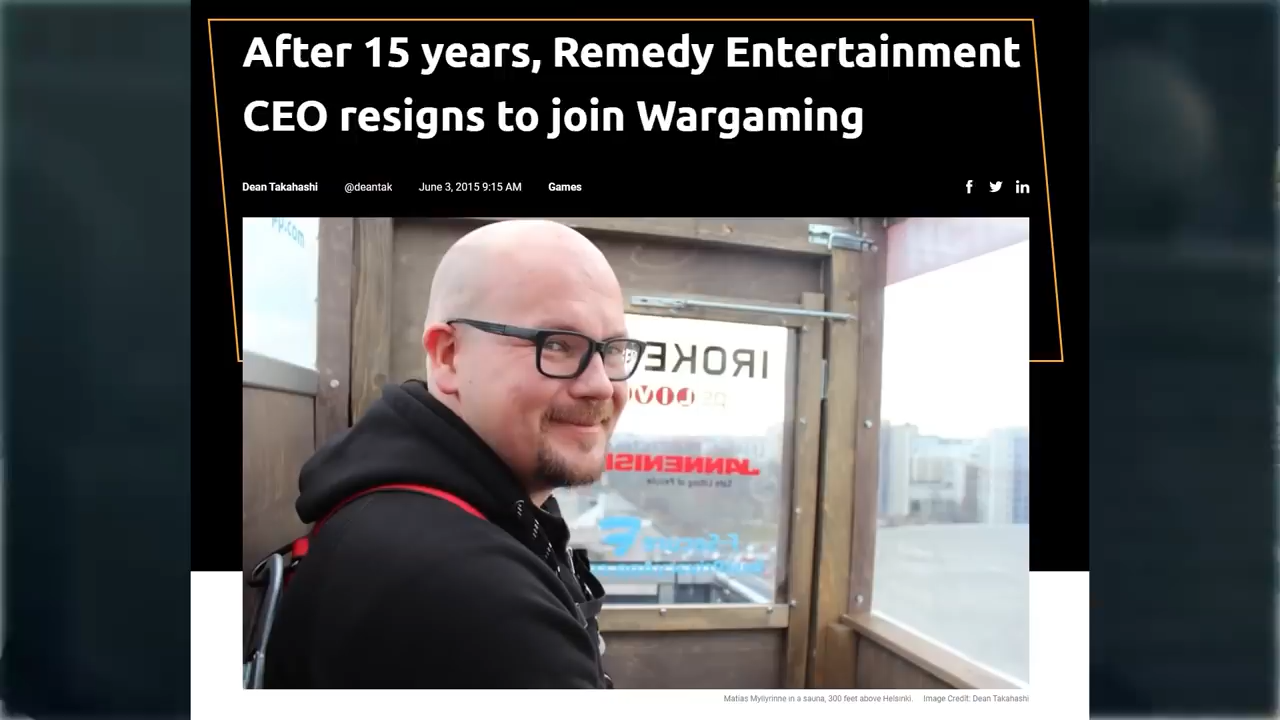 After 15 years, Remedy Entertainment
CEO resigns to join Wargaming
Dean Takahashi @deantak June 3, 2015 9:15 AM Games
IROKE
JANNENISK
Matias Myllyrinne in a sauna, 300 feet above Helsinki. Image Credit: Dean Takahashi